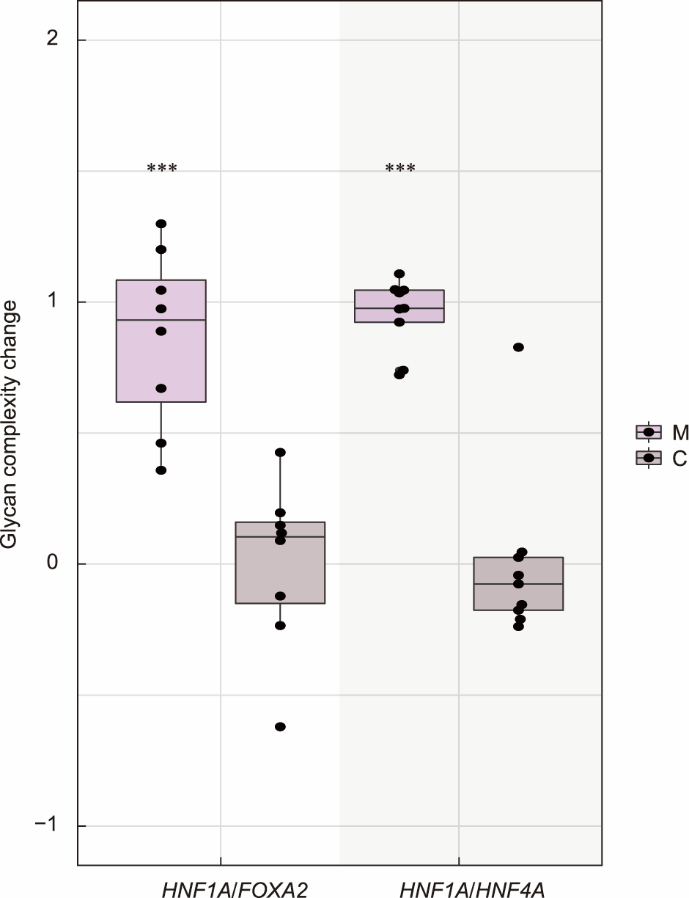 Glycan complexity change
2
1
0
−1
***
***
HNF1A/FOXA2
HNF1A/HNF4A
M
C